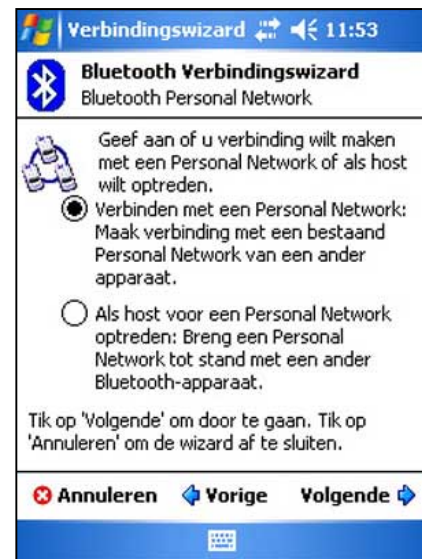 Verbindingswizard 11:53
Bluetooth Verbindingswizard
Bluetooth Personal Network
Geef aan of u verbinding wilt maken
met een Personal Network of als host
wilt optreden.
Verbinden met een Personal Network:
Maak verbinding met een bestaand
Personal Network van een ander
apparaat.
Als host voor een Personal Network
optreden: Breng een Personal
Network tot stand met een ander
Bluetooth-apparaat.
Tik op 'Volgende' om door te gaan. Tik op
'Annuleren' om de wizard af te sluiten.
Annuleren Vorige Volgende